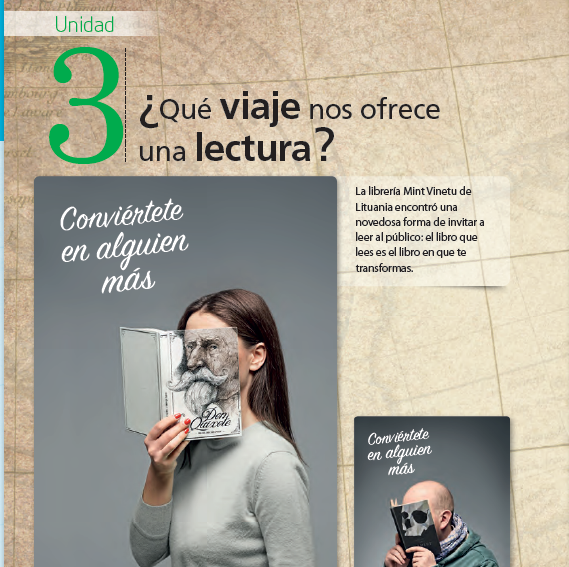 Unidad
3
¿Qué viaje nos ofrece
una lectura?
Conviértete
en alguien
más
La librería Mint Vinetu de
Lituania encontró una
novedosa forma de invitar a
leer al público: el libro que
lees es el libro en que te
transformas.
Don
Quixote
Conviértete
en alguien
más